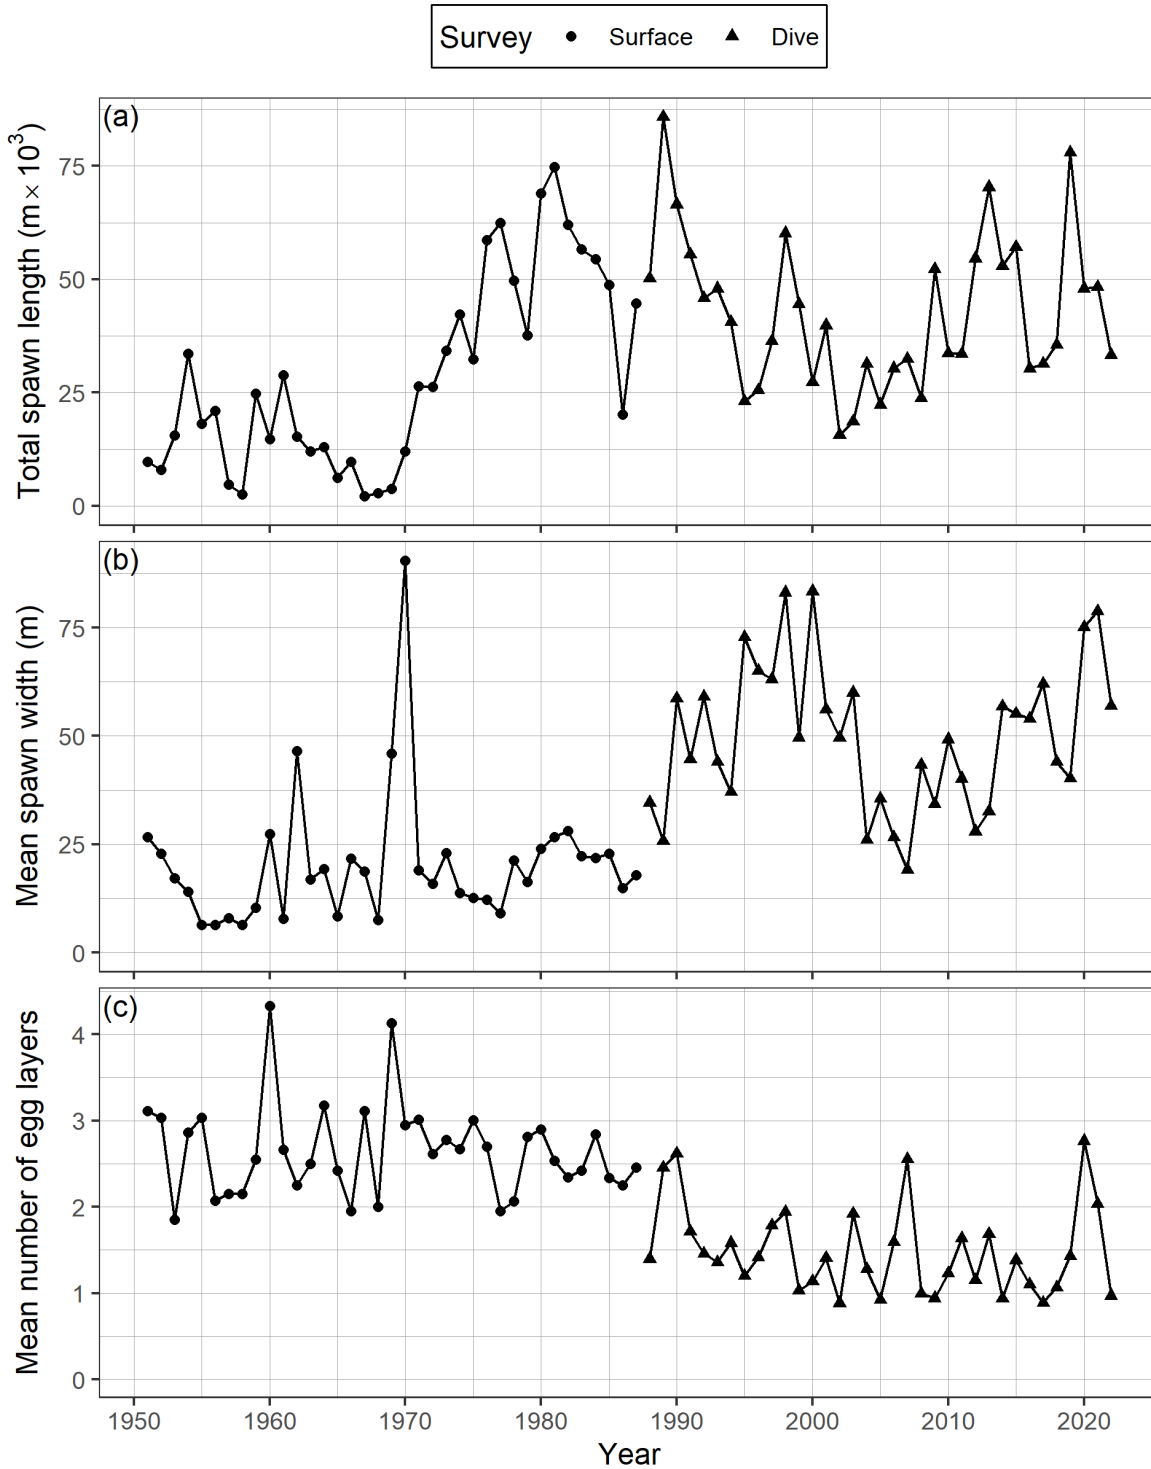 Survey Surface Dive
(a)
Total spawn length (m × 10³)
75
50
25
0
(b)
Mean spawn width (m)
75
50
25
0
(c)
Mean number of egg layers
4
3
2
1
0
1950 1960 1970 1980 1990 2000 2010 2020
Year